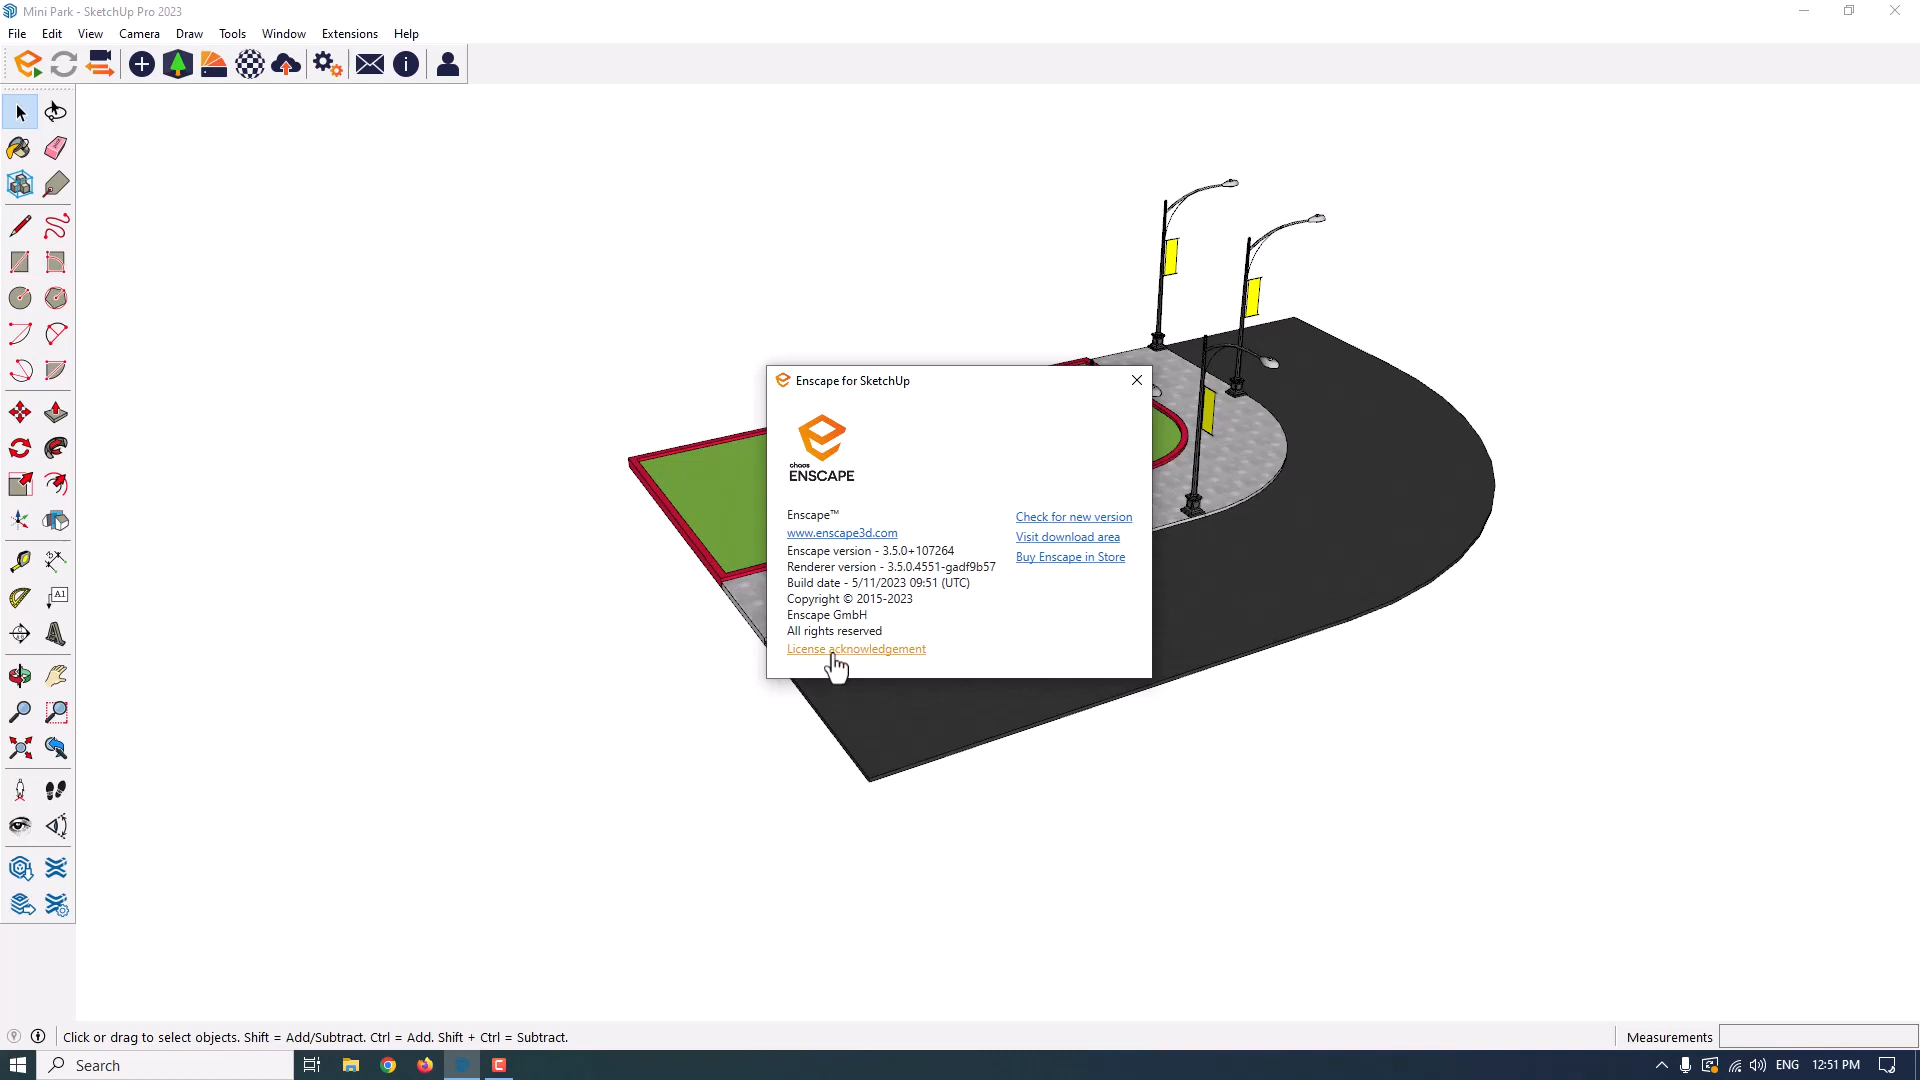 Mini Park - SketchUp Pro 2023
File Edit View Camera Draw Tools Window Extensions Help
Enscape for SketchUp
chaos
ENSCAPE
Enscape™
www.enscape3d.com
Enscape version - 3.5.0+107264
Renderer version - 3.5.0.4551-gadf9b57
Build date - 5/11/2023 09:51 (UTC)
Copyright © 2015-2023
Enscape GmbH
All rights reserved
License acknowledgement
Check for new version
Visit download area
Buy Enscape in Store
A1
Click or drag to select objects. Shift = Add/Subtract. Ctrl = Add. Shift + Ctrl = Subtract.
Measurements
Search
ENG
12:51 PM